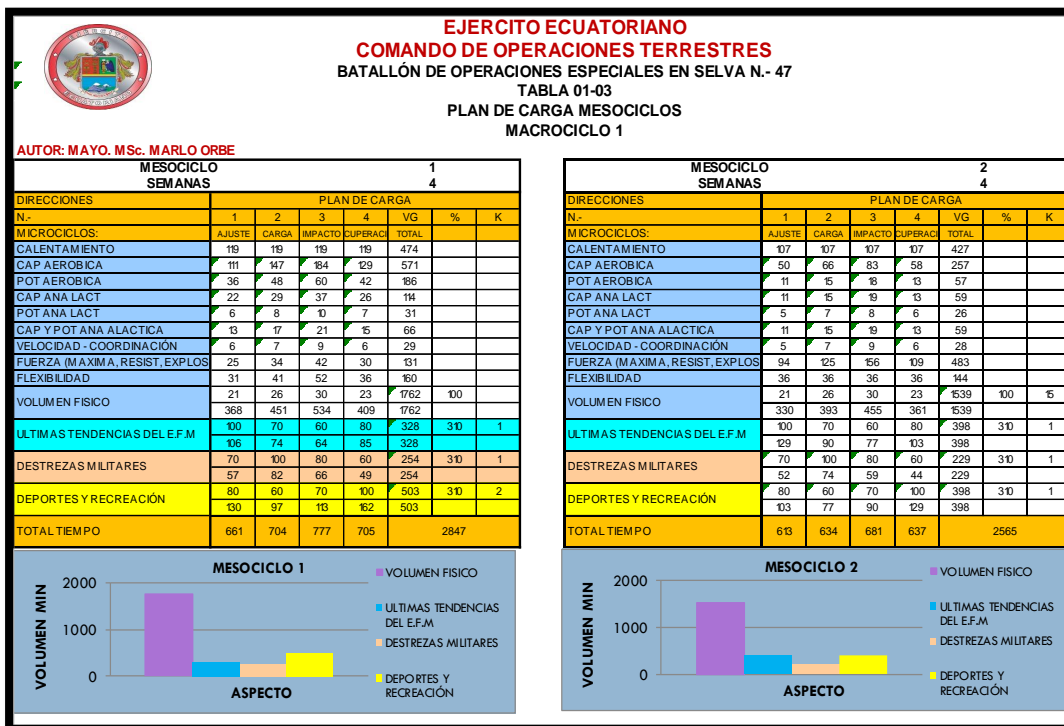 EJERCITO ECUATORIANO
COMANDO DE OPERACIONES TERRESTRES
BATALLÓN DE OPERACIONES ESPECIALES EN SELVA N.- 47
TABLA 01-03
PLAN DE CARGA MESOCICLOS
MACROCICLO 1
AUTOR: MAYO. MSc. MARLO ORBE
MESOCICLO 1
SEMANAS 4
DIRECCIONES PLAN DE CARGA
N.- 1 2 3 4 VG % K
MICROCICLOS: AJUSTE CARGA IMPACTO CUPERACI TOTAL
CALENTAMIENTO 119 119 119 119 474
CAP AEROBICA 111 147 184 129 571
POT AEROBICA 36 48 60 42 186
CAP ANA LACT 22 29 37 26 114
POT ANA LACT 6 8 10 7 31
CAP Y POT ANA ALACTICA 13 17 21 15 66
VELOCIDAD - COORDINACIÓN 6 7 9 6 29
FUERZA (MAXIMA, RESIST, EXPLOS 25 34 42 30 131
FLEXIBILIDAD 31 41 52 36 160
VOLUMEN FISICO 21 26 30 23 1762 100
368 451 534 409 1762
ULTIMAS TENDENCIAS DEL E.F.M 100 70 60 80 328 310 1
106 74 64 85 328
DESTREZAS MILITARES 70 100 80 60 254 310 1
57 82 66 49 254
DEPORTES Y RECREACIÓN 80 60 70 100 503 310 2
130 97 113 162 503
TOTAL TIEMPO 661 704 777 705 2847
MESOCICLO 2
SEMANAS 4
DIRECCIONES PLAN DE CARGA
N.- 1 2 3 4 VG % K
MICROCICLOS: AJUSTE CARGA IMPACTO CUPERACI TOTAL
CALENTAMIENTO 107 107 107 107 427
CAP AEROBICA 50 66 83 58 257
POT AEROBICA 11 15 18 13 57
CAP ANA LACT 11 15 19 13 59
POT ANA LACT 5 7 8 6 26
CAP Y POT ANA ALACTICA 11 15 19 13 59
VELOCIDAD - COORDINACIÓN 5 7 9 6 28
FUERZA (MAXIMA, RESIST, EXPLOS 94 125 156 109 483
FLEXIBILIDAD 36 36 36 36 144
VOLUMEN FISICO 21 26 30 23 1539 100 15
330 393 455 361 1539
ULTIMAS TENDENCIAS DEL E.F.M 100 70 60 80 398 310 1
129 90 77 103 398
DESTREZAS MILITARES 70 100 80 60 229 310 1
52 74 59 44 229
DEPORTES Y RECREACIÓN 80 60 70 100 398 310 1
103 77 90 129 398
TOTAL TIEMPO 613 634 681 637 2565
MESOCICLO 1
VOLUMEN MIN
2000
1000
0
ASPECTO
VOLUMEN FISICO
ULTIMAS TENDENCIAS
DEL E.F.M
DESTREZAS MILITARES
DEPORTES Y
RECREACIÓN
MESOCICLO 2
VOLUMEN MIN
2000
1000
0
ASPECTO
VOLUMEN FISICO
ULTIMAS TENDENCIAS
DEL E.F.M
DESTREZAS MILITARES
DEPORTES Y
RECREACIÓN